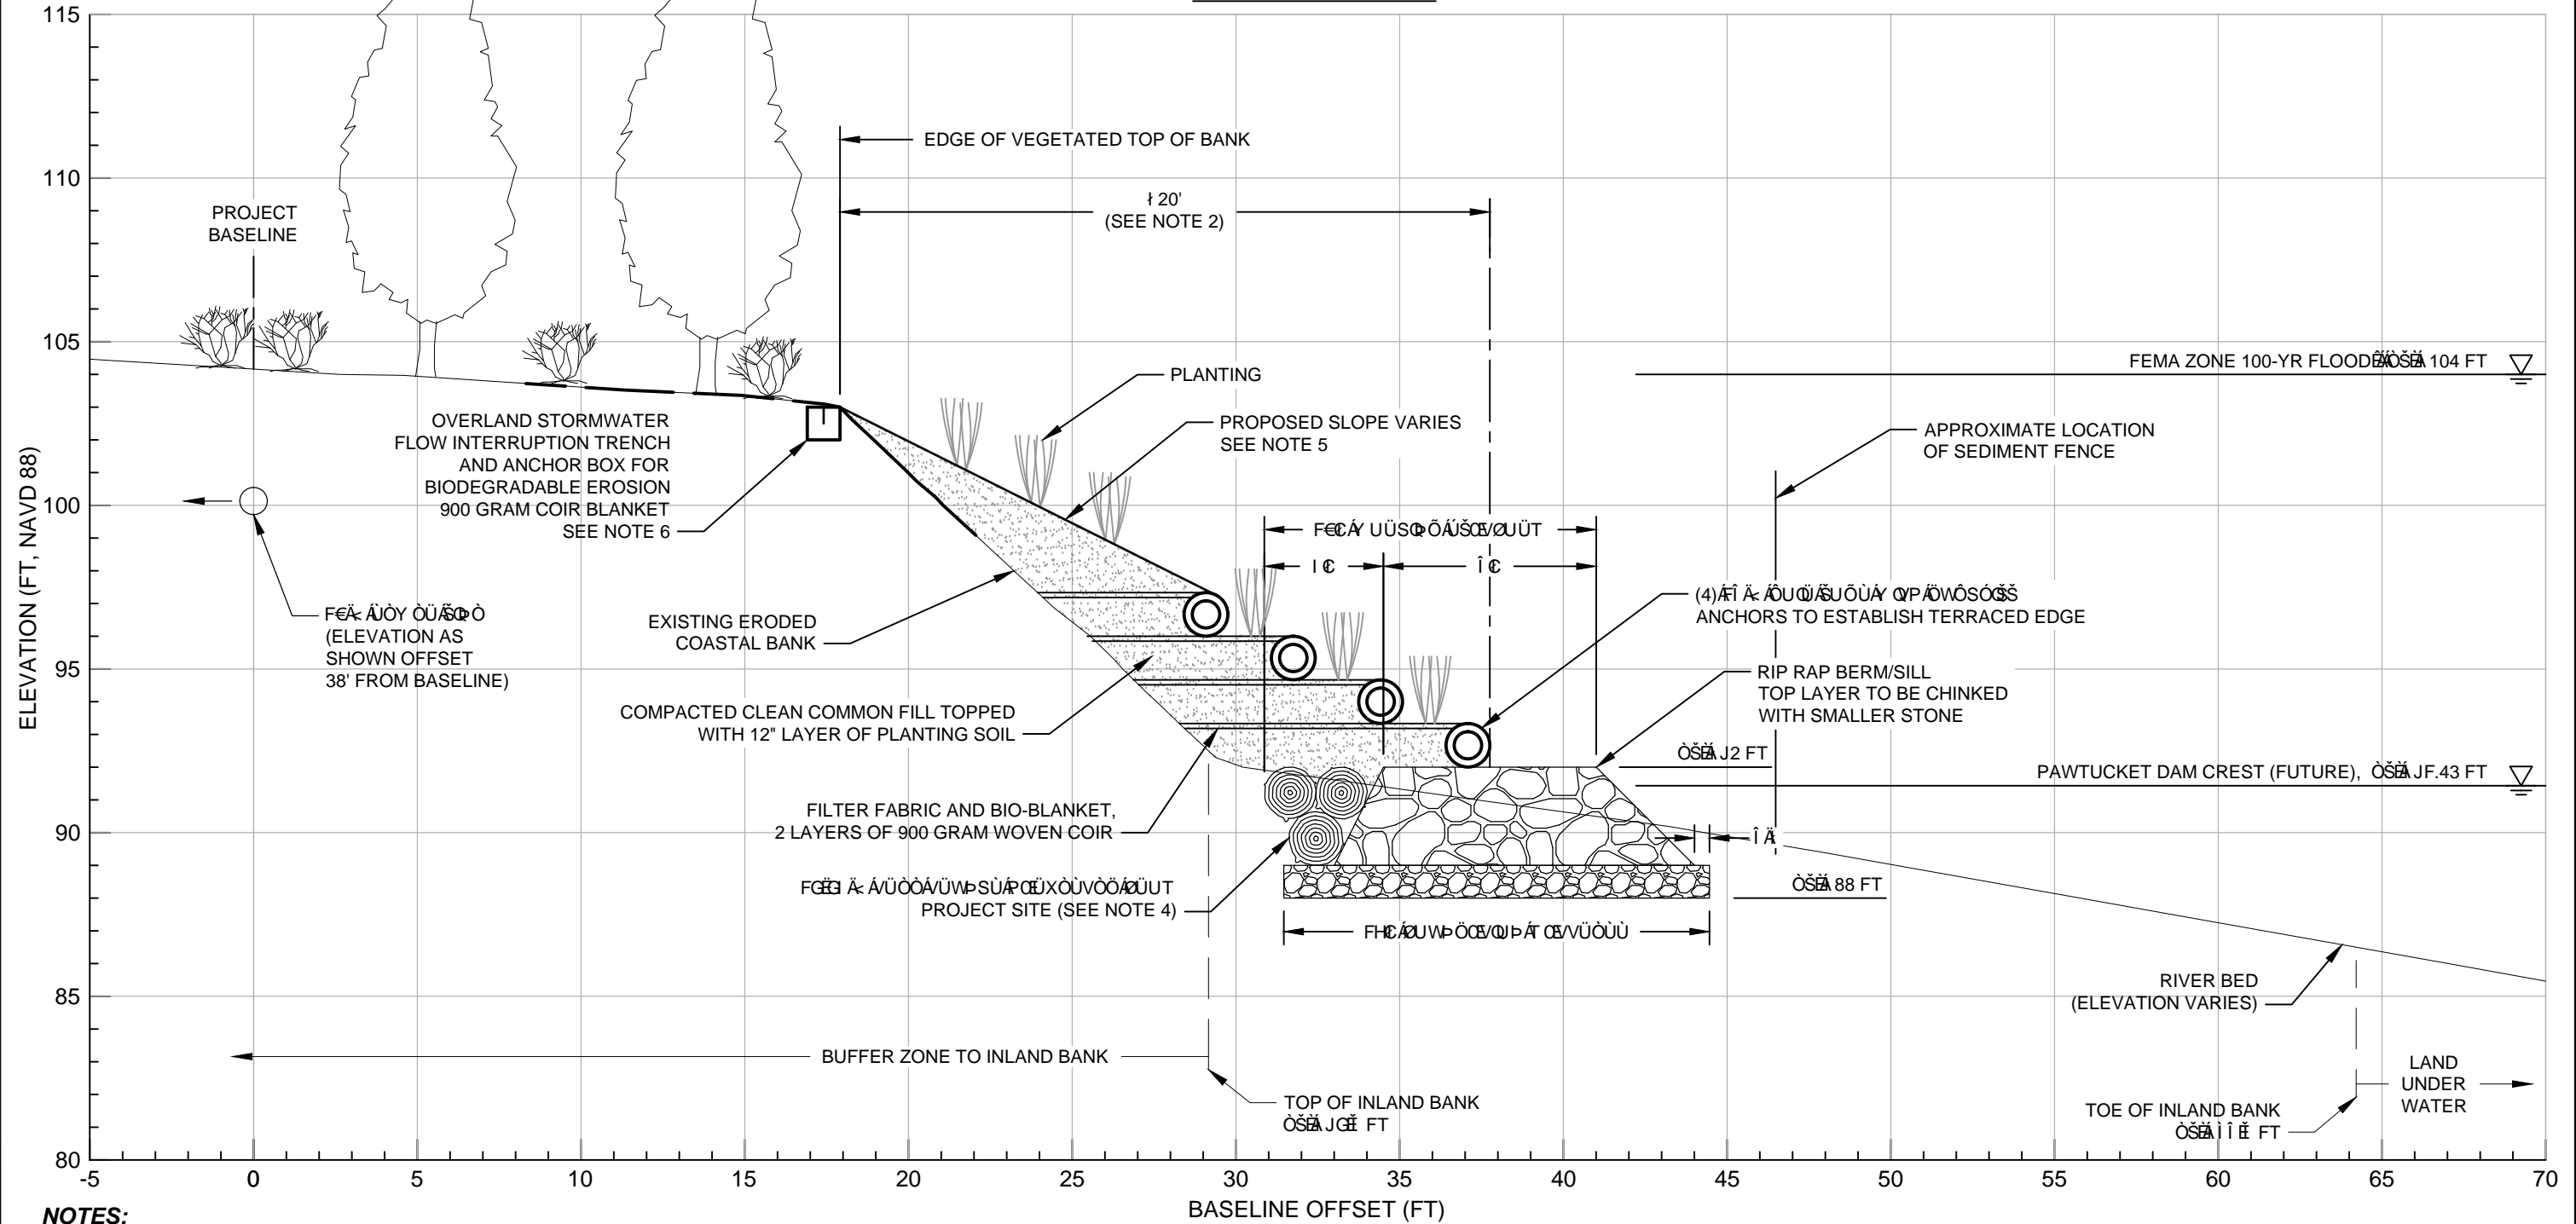 115
110
105
100
95
90
85
80
ELEVATION (FT, NAVD 88)
PROJECT
BASELINE
EDGE OF VEGETATED TOP OF BANK
20'
(SEE NOTE 2)
PLANTING
PROPOSED SLOPE VARIES
SEE NOTE 5
FEMA ZONE 100-YR 104 FT
APPROXIMATE LOCATION
OF SEDIMENT FENCE
OVERLAND STORMWATER
FLOW INTERRUPTION TRENCH
AND ANCHOR BOX FOR
BIODEGRADABLE EROSION
900 GRAM COIR BLANKET
SEE NOTE 6
(ELEVATION AS
SHOWN OFFSET
38' FROM BASELINE)
EXISTING ERODED
COASTAL BANK
(4)
ANCHORS TO ESTABLISH TERRACED EDGE
RIP RAP BERM/SILL
TOP LAYER TO BE CHINKED
WITH SMALLER STONE
COMPACTED CLEAN COMMON FILL TOPPED
WITH 12" LAYER OF PLANTING SOIL
FT
PAWTUCKET DAM CREST (FUTURE), FT
FILTER FABRIC AND BIO-BLANKET,
2 LAYERS OF 900 GRAM WOVEN COIR
88 FT
PROJECT SITE (SEE NOTE 4)
RIVER BED
(ELEVATION VARIES)
BUFFER ZONE TO INLAND BANK
TOP OF INLAND BANK
FT
LAND
UNDER
WATER
TOE OF INLAND BANK
FT
-5 0 5 10 15 20 25 30 35 40 45 50 55 60 65 70
BASELINE OFFSET (FT)
NOTES: